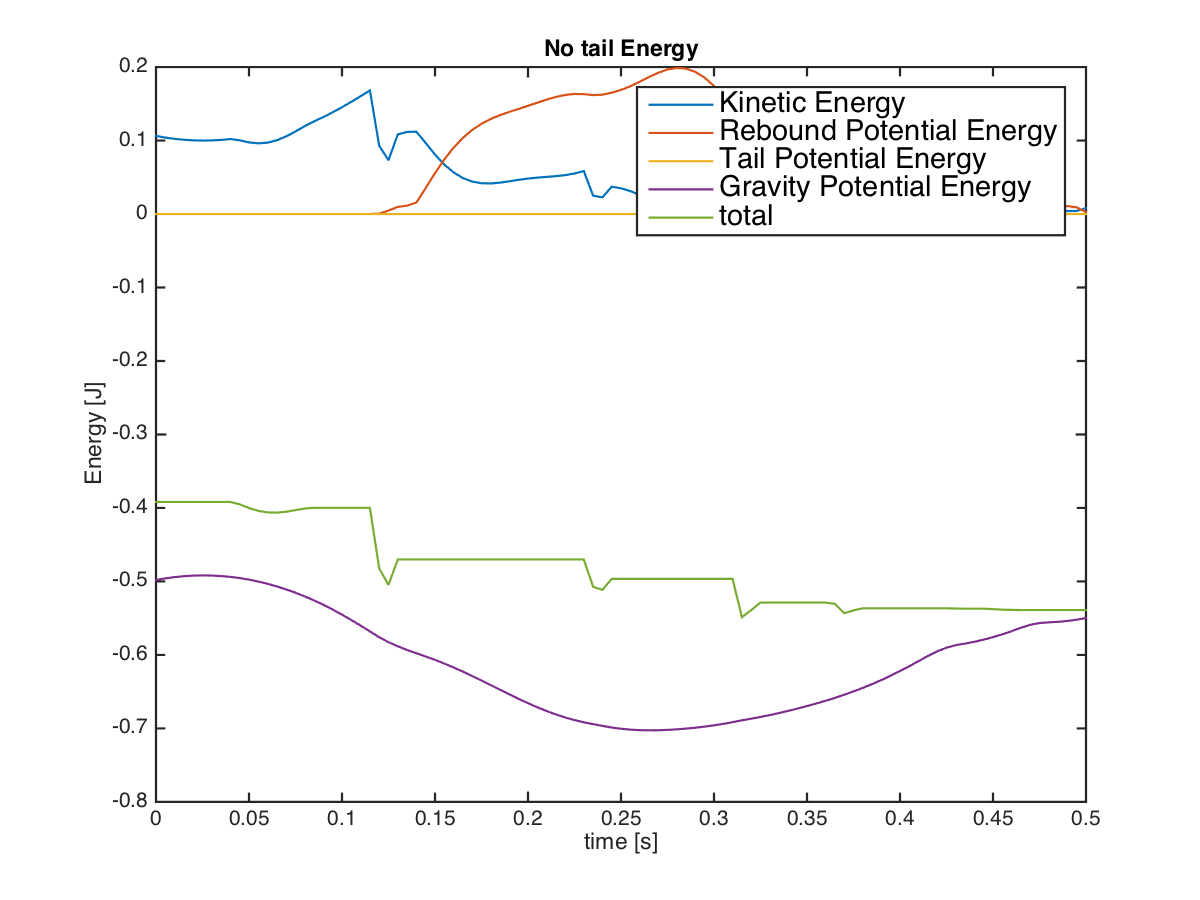 No tail Energy
0.2
0.1
0
-0.1
-0.2
-0.3
-0.4
-0.5
-0.6
-0.7
-0.8
Energy [J]
Kinetic Energy
Rebound Potential Energy
Tail Potential Energy
Gravity Potential Energy
total
0 0.05 0.1 0.15 0.2 0.25 0.3 0.35 0.4 0.45 0.5
time [s]